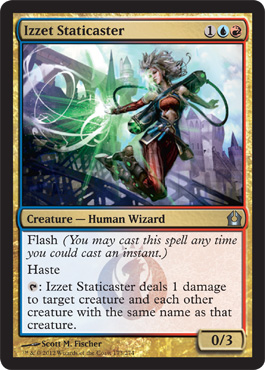 Izzet Staticaster 1
Creature — Human Wizard
Flash (You may cast this spell any time
you could cast an instant.)
Haste
: Izzet Staticaster deals 1 damage
to target creature and each other
creature with the same name as that
creature.
0/3
Scott M. Fischer